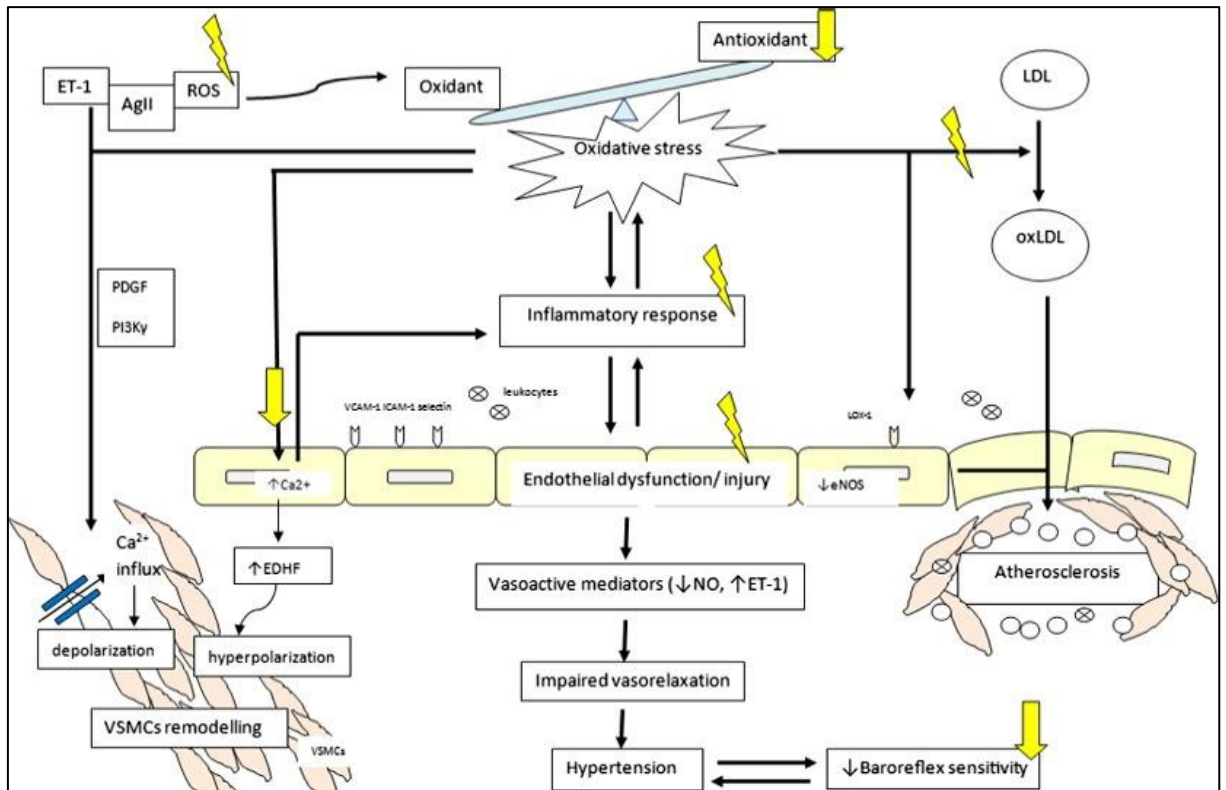 Antioxidant
ET-1
AgII
ROS
Oxidant
LDL
Oxidative stress
oxLDL
PDGF
PI3Ky
Inflammatory response
leukocytes
VCAM-1 ICAM-1 selectin
LOX-1
↑Ca2+
Endothelial dysfunction/ injury
↓eNOS
Ca²⁺
influx
↑EDHF
Vasoactive mediators (↓NO, ↑ET-1)
Atherosclerosis
depolarization
hyperpolarization
Impaired vasorelaxation
VSMCs remodelling
VSMCs
Hypertension
↓Baroreflex sensitivity